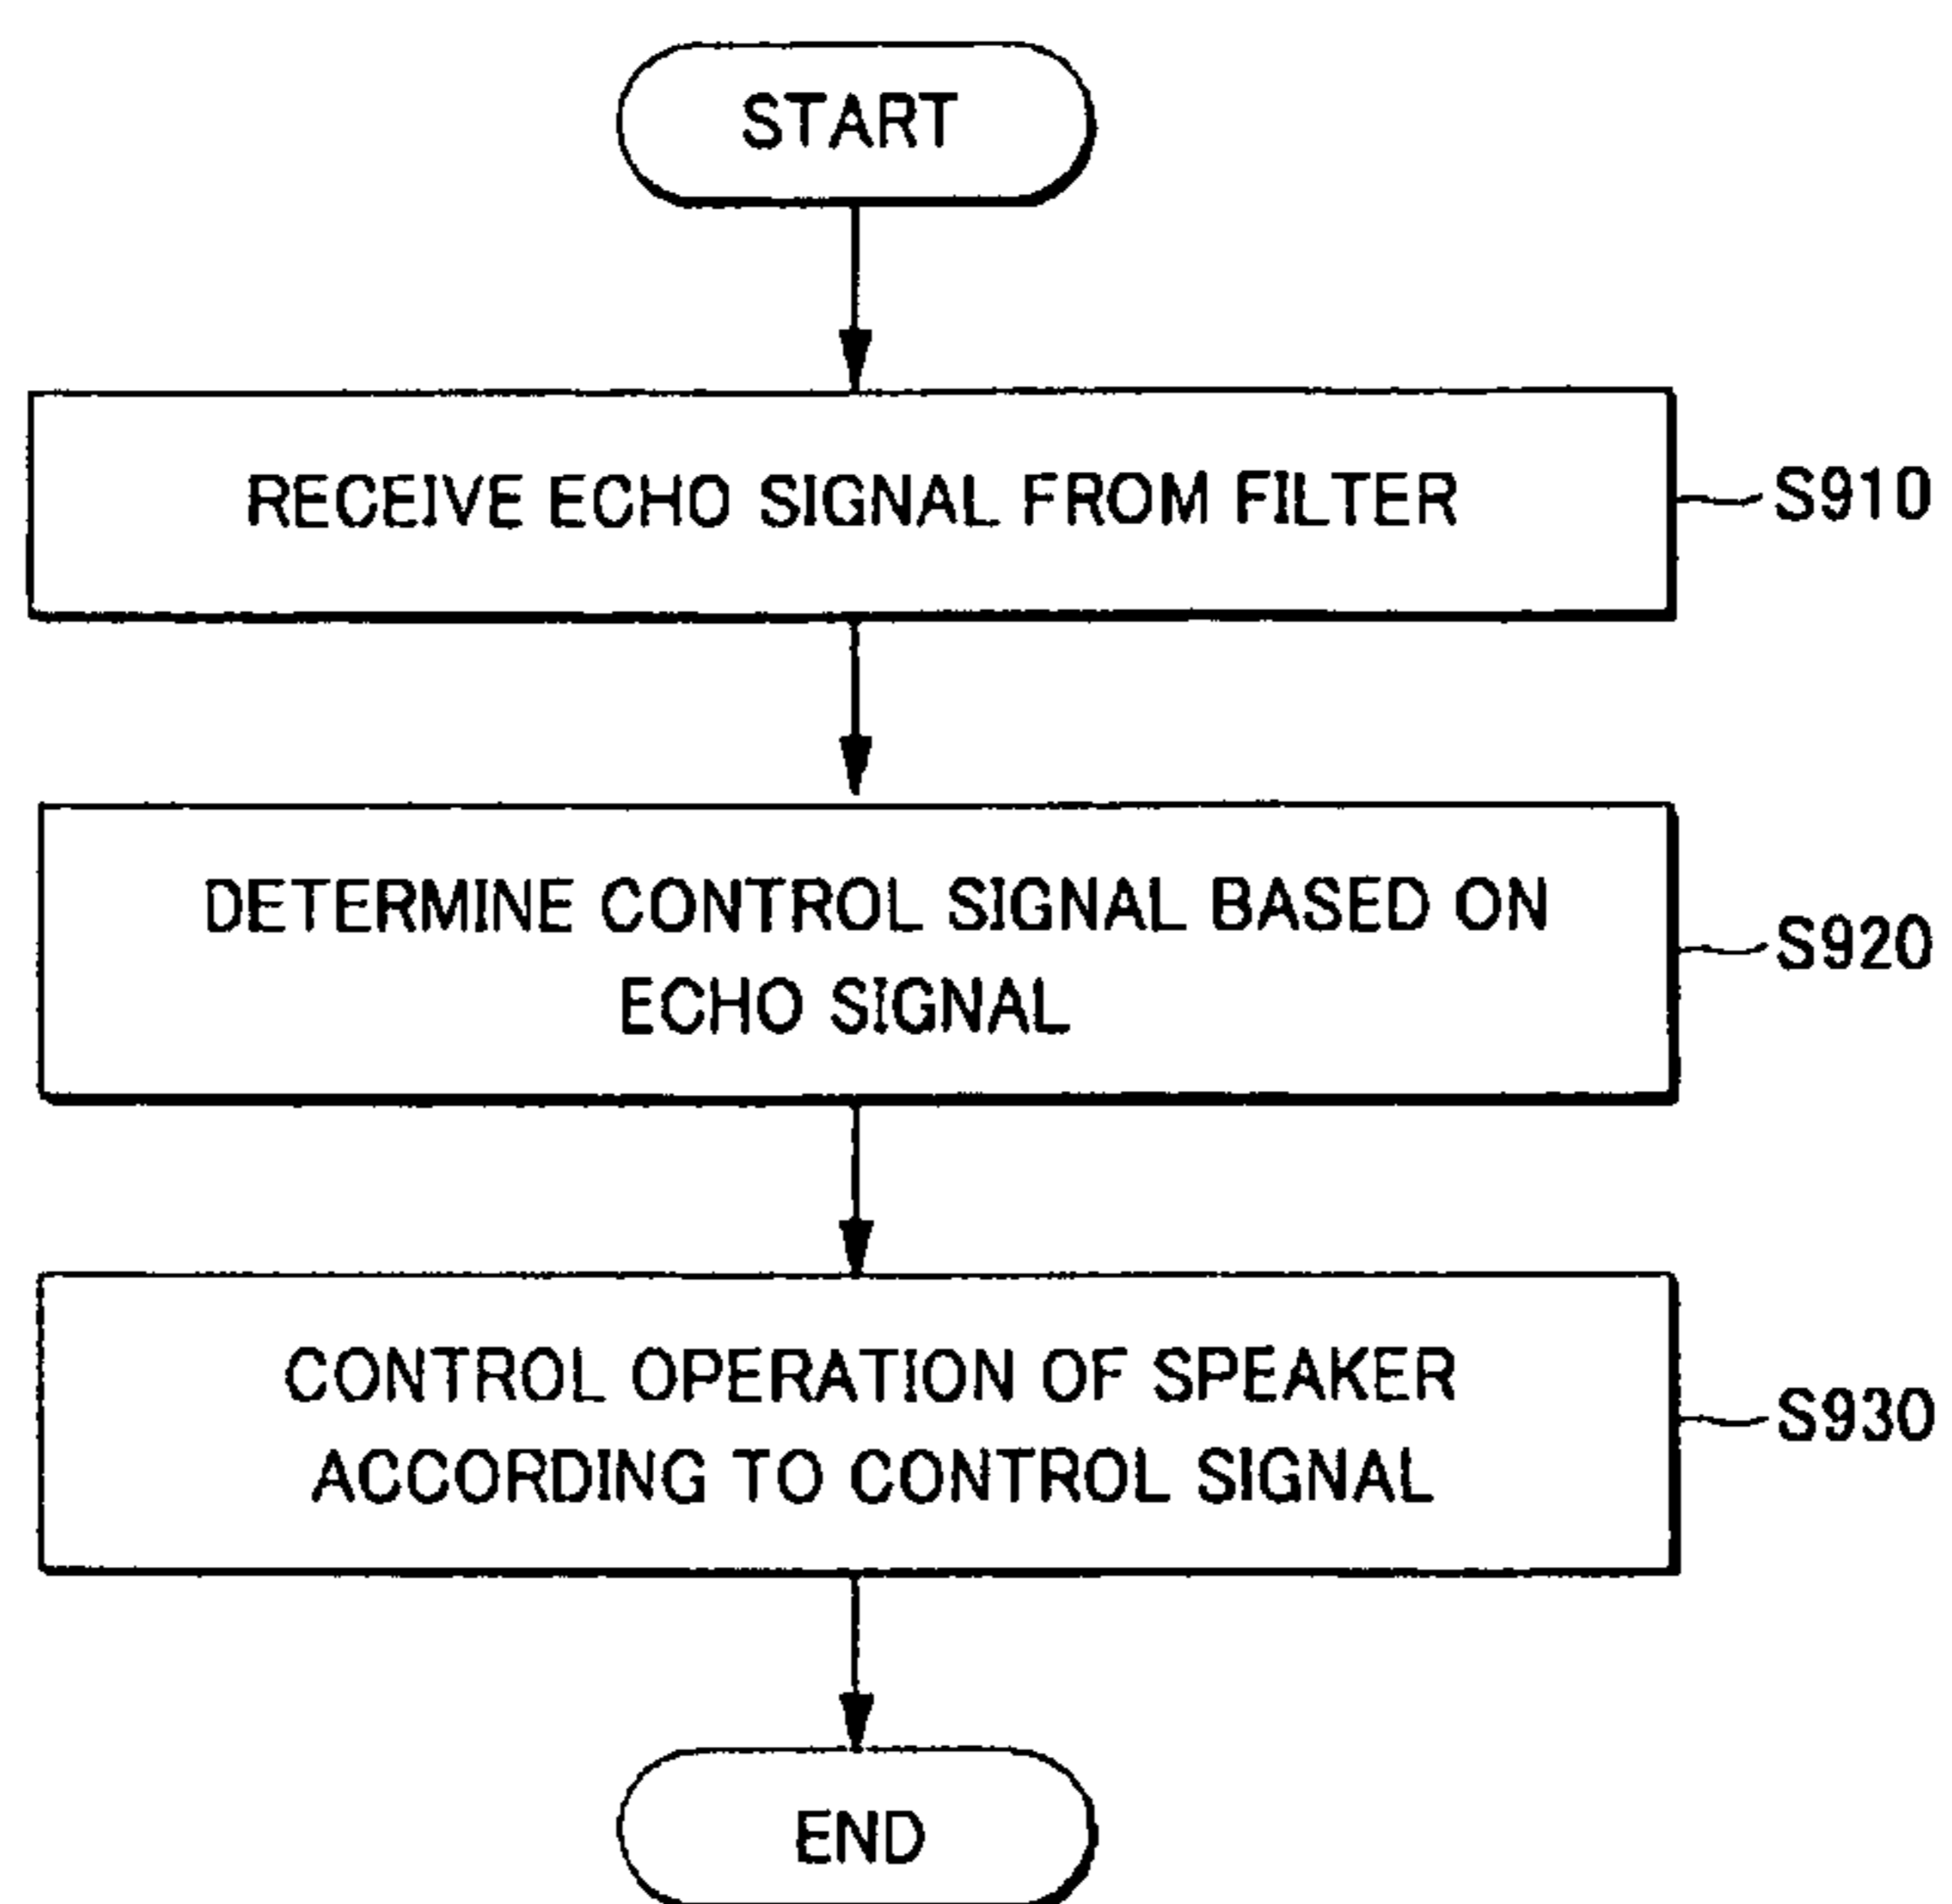 START
RECEIVE ECHO SIGNAL FROM FILTER
S910
DETERMINE CONTROL SIGNAL BASED ON
ECHO SIGNAL
S920
CONTROL OPERATION OF SPEAKER
ACCORDING TO CONTROL SIGNAL
S930
END